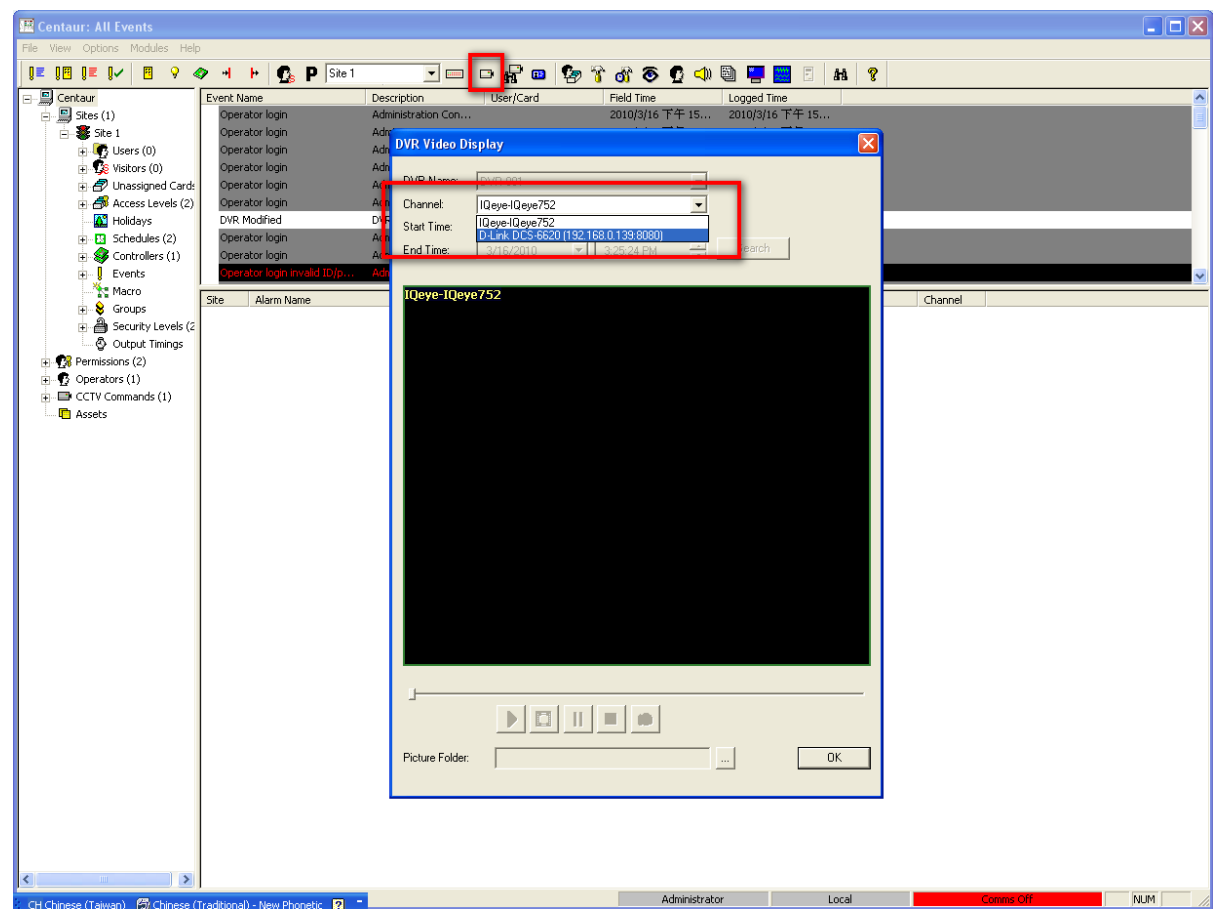 Centaur: All Events
File View Options Modules Help
P Site 1
Centaur
Sites (1)
Site 1
Users (0)
Visitors (0)
Unassigned Cards
Access Levels (2)
Holidays
Schedules (2)
Controllers (1)
Events
Macro
Groups
Security Levels (2
Output Timings
Permissions (2)
Operators (1)
CCTV Commands (1)
Assets
Event Name Description User/Card Field Time Logged Time
Operator login Administration Con... 2010/3/16 下午 15... 2010/3/16 下午 15...
Operator login
Operator login
Operator login
Operator login
Operator login
DVR Modified
Operator login
Operator login
Operator login invalid ID/p...
Site Alarm Name Channel
DVR Video Display
DVR Name: DVR 001
Channel: IQeye-IQeye752
IQeye-IQeye752
D-Link DCS-6620 (192.168.0.139:8080)
Start Time:
End Time: 3/16/2010 3:25:24 PM
IQeye-IQeye752
Picture Folder: ... OK
Administrator Local Comms Off NUM
CH Chinese (Taiwan) Chinese (Traditional) - New Phonetic